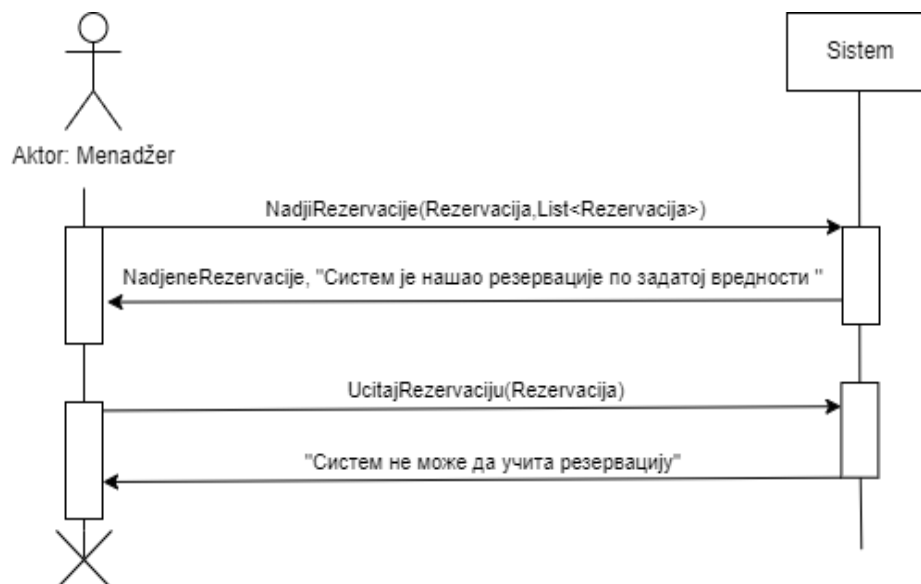 Sistem
Aktor: Menadžer
NadjiRezervacije(Rezervacija,List<Rezervacija>)
NadjeneRezervacije, "Систем је нашао резервације по задатој вредности "
UcitajRezervaciju(Rezervacija)
"Систем не може да учита резервацију"